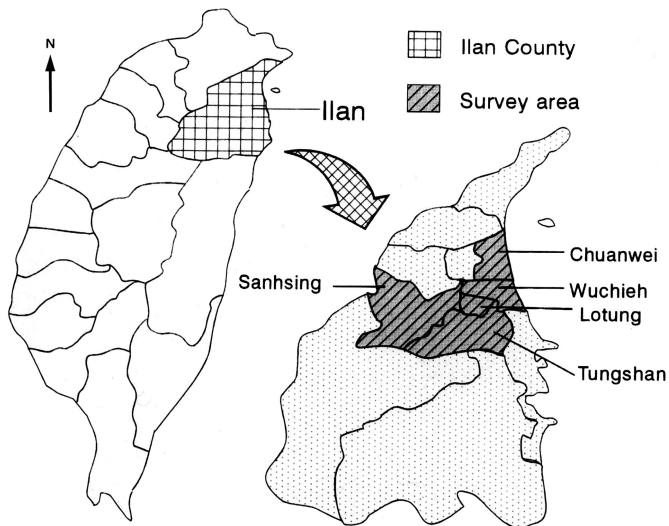 N
Ilan County
Survey area
Ilan
Sanhsing
Chuanwei
Wuchieh
Lotung
Tungshan